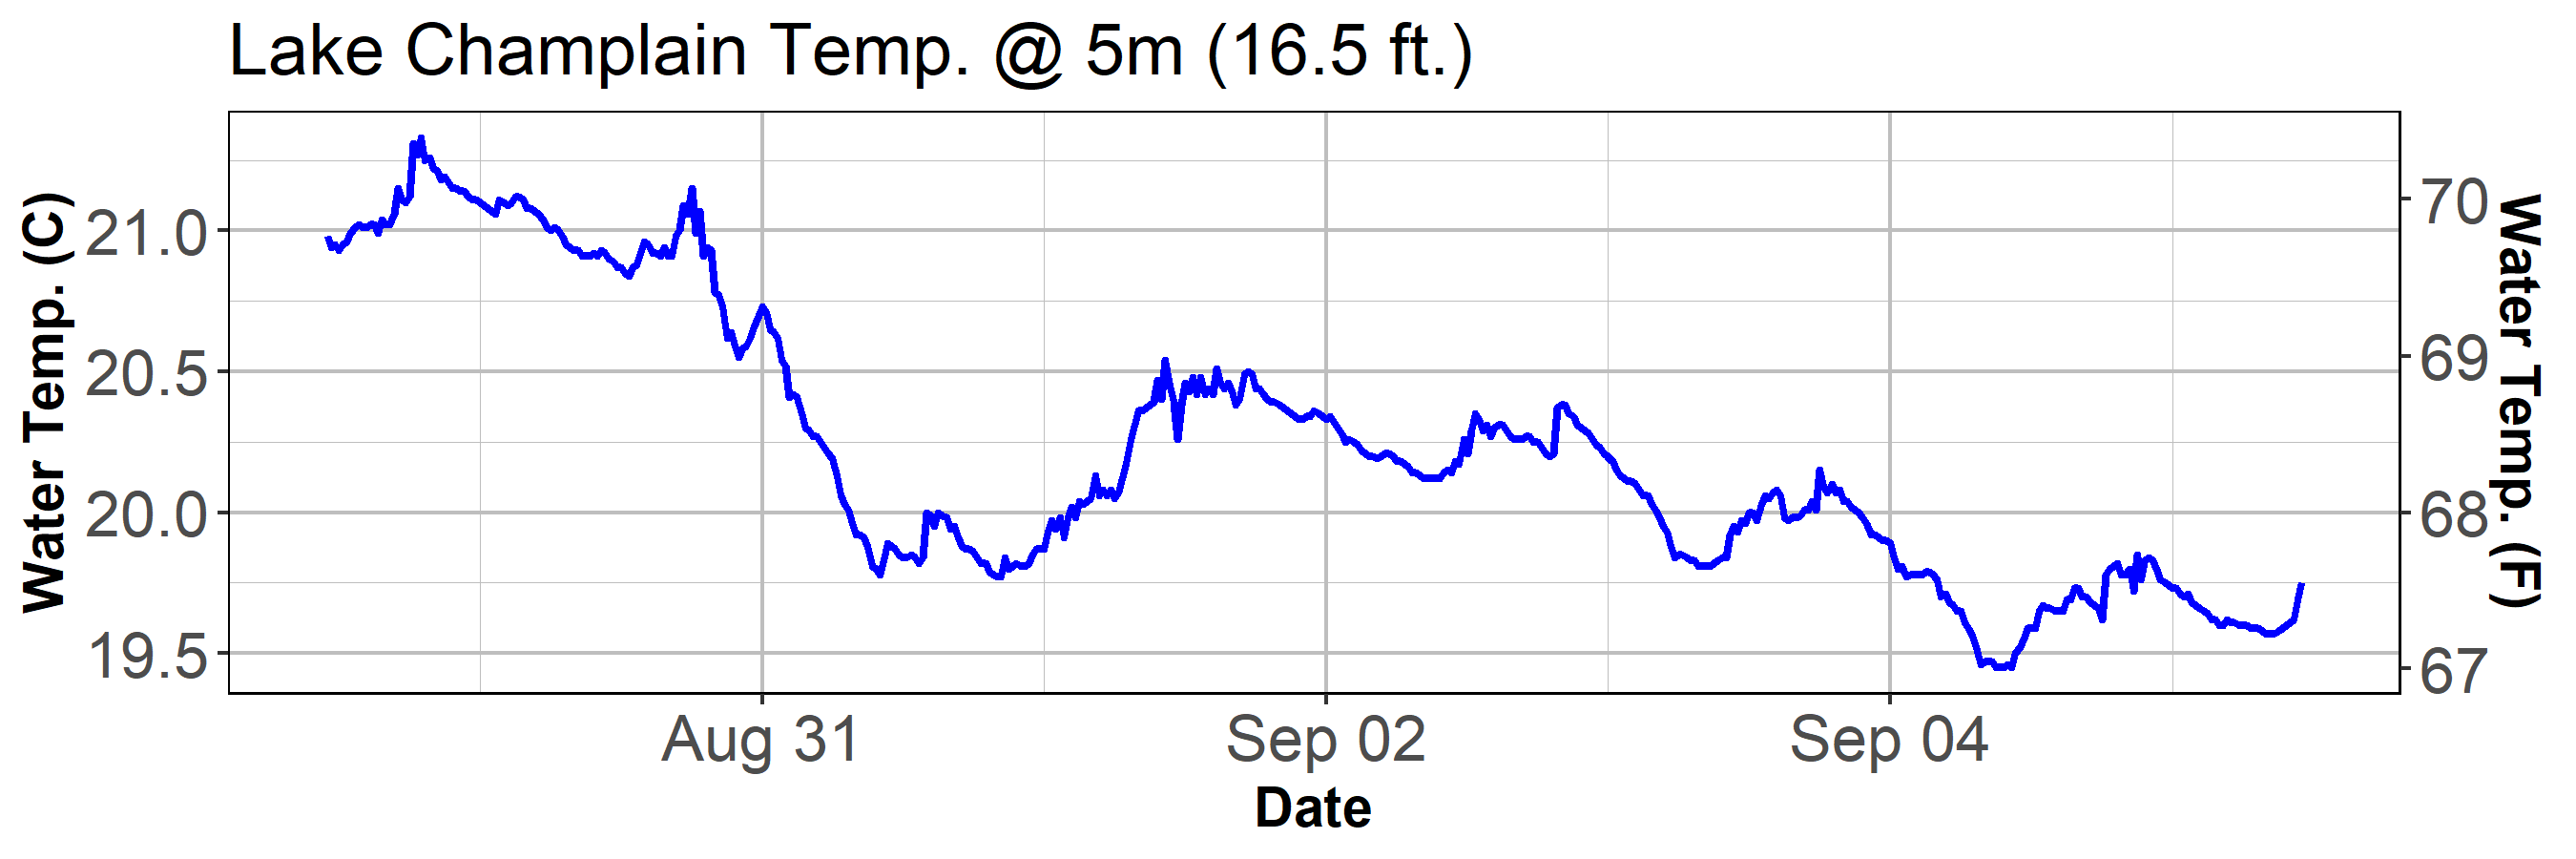 Lake Champlain Temp. @ 5m (16.5 ft.)
Water Temp. (C)
21.0
20.5
20.0
19.5
70
69
68
67
Water Temp. (F)
Aug 31
Sep 02
Sep 04
Date